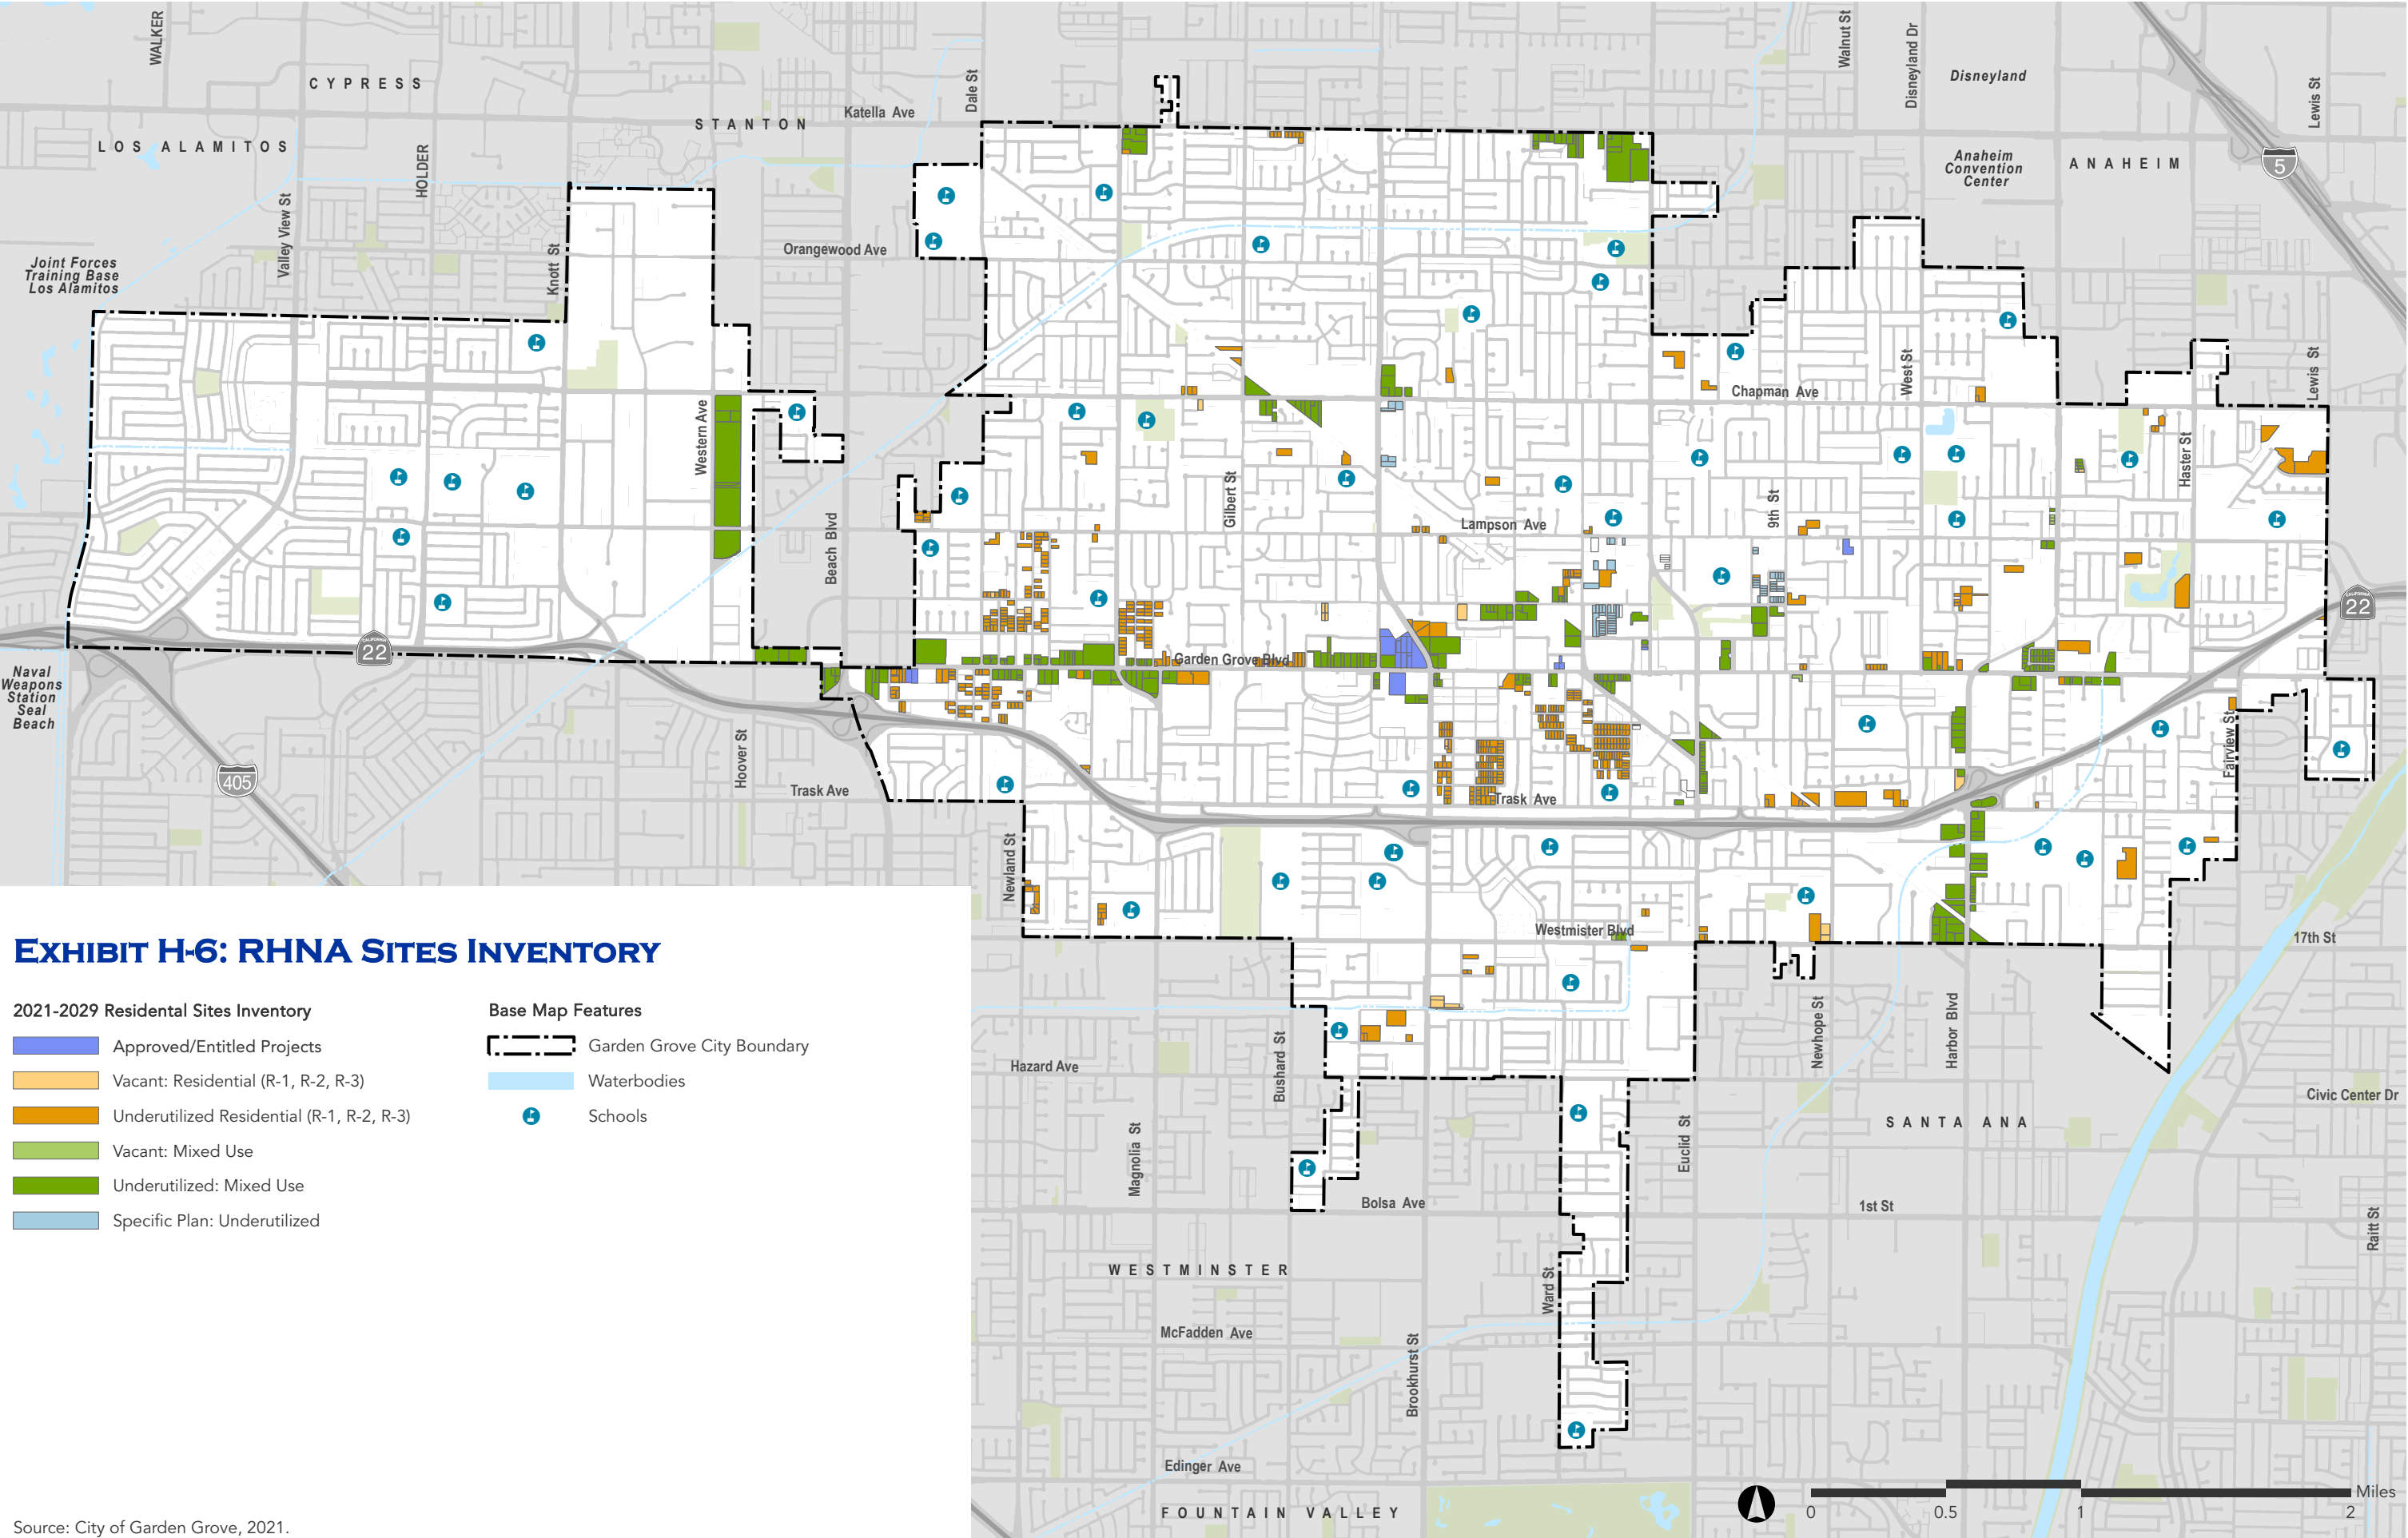 WALKER
CYPRESS
LOS ALAMITOS
HOLDER
Valley View St
STANTON
Katella Ave
Dale St
Walnut St
Disneyland Dr
Disneyland
Lewis St
Anaheim
Convention
Center
ANAHEIM
5
Joint Forces
Training Base
Los Alamitos
Knott St
Orangewood Ave
West St
Chapman Ave
Lewis St
Western Ave
Haster St
Gilbert St
Beach Blvd
Lampson Ave
9th St
CALIFORNIA
22
CALIFORNIA
22
Garden Grove Blvd
Naval
Weapons
Station
Seal
Beach
405
Hoover St
Trask Ave
Trask Ave
Fairview St
Newland St
Westmister Blvd
17th St
EXHIBIT H-6: RHNA SITES INVENTORY
2021-2029 Residental Sites Inventory
Approved/Entitled Projects
Vacant: Residential (R-1, R-2, R-3)
Underutilized Residential (R-1, R-2, R-3)
Vacant: Mixed Use
Underutilized: Mixed Use
Specific Plan: Underutilized
Base Map Features
Garden Grove City Boundary
Waterbodies
Schools
Hazard Ave
Bushard St
Newhope St
Harbor Blvd
Civic Center Dr
Magnolia St
Euclid St
SANTA ANA
Bolsa Ave
1st St
Raitt St
WESTMINSTER
Ward St
McFadden Ave
Brookhurst St
Edinger Ave
FOUNTAIN VALLEY
Miles
0 0.5 1 2
Source: City of Garden Grove, 2021.